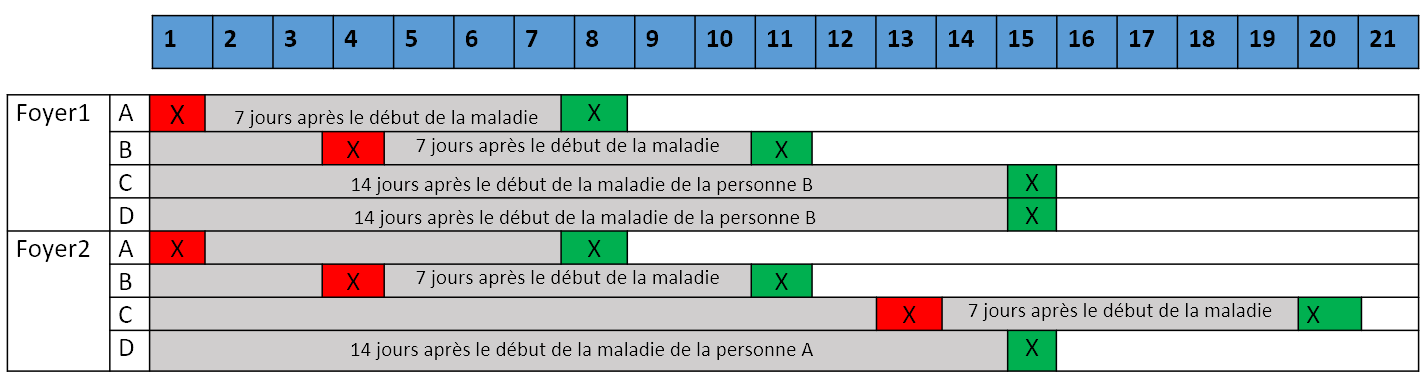 1 2 3 4 5 6 7 8 9 10 11 12 13 14 15 16 17 18 19 20 21
Foyer1 A X 7 jours après le début de la maladie X
B X 7 jours après le début de la maladie X
C 14 jours après le début de la maladie de la personne B X
D 14 jours après le début de la maladie de la personne B X
Foyer2 A X X
B X 7 jours après le début de la maladie X
C X 7 jours après le début de la maladie X
D 14 jours après le début de la maladie de la personne A X